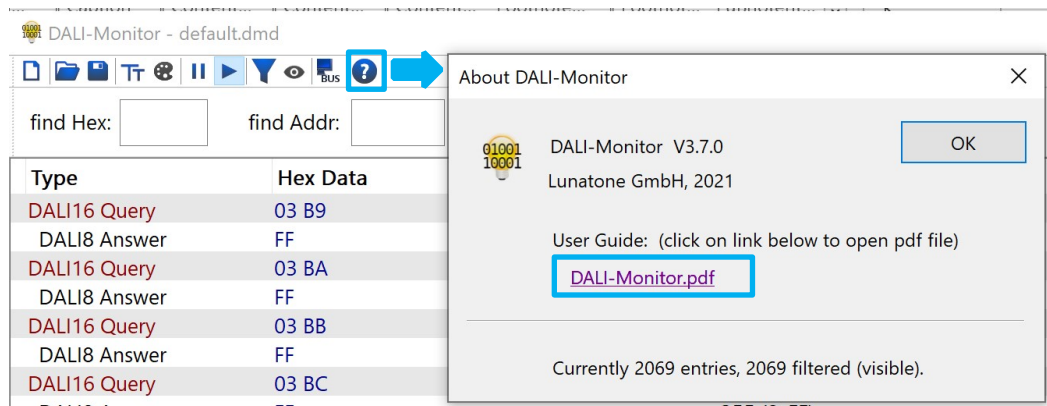 DALI-Monitor - default.dmd
BUS
?
About DALI-Monitor
find Hex:
find Addr:
01001
10001
DALI-Monitor V3.7.0
OK
Lunatone GmbH, 2021
Type
Hex Data
DALI16 Query
03 B9
DALI8 Answer
FF
User Guide: (click on link below to open pdf file)
DALI16 Query
03 BA
DALI-Monitor.pdf
DALI8 Answer
FF
DALI16 Query
03 BB
DALI8 Answer
FF
Currently 2069 entries, 2069 filtered (visible).
DALI16 Query
03 BC